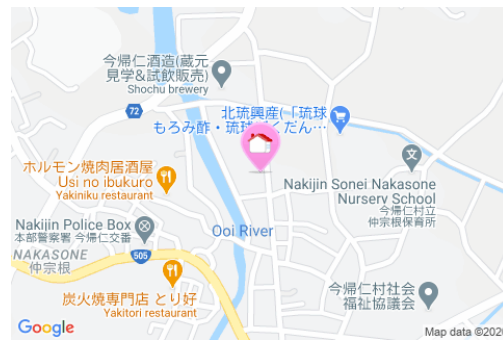 今帰仁酒造(蔵元
見学&試飲販売)
Shochu brewery
72
北琉興産(「琉球
もろみ酢・琉球
くだん…
ホルモン焼肉居酒屋
Usi no ibukuro
Yakiniku restaurant
文
Nakijin Sonei Nakasone
Nursery School
今帰仁村立
仲宗根保育所
Nakijin Police Box
本部警察署 今帰仁交番
Ooi River
NAKASONE
仲宗根
505
炭火焼専門店 とり好
Yakitori restaurant
今帰仁村社会
福祉協議会
Google
Map data ©202